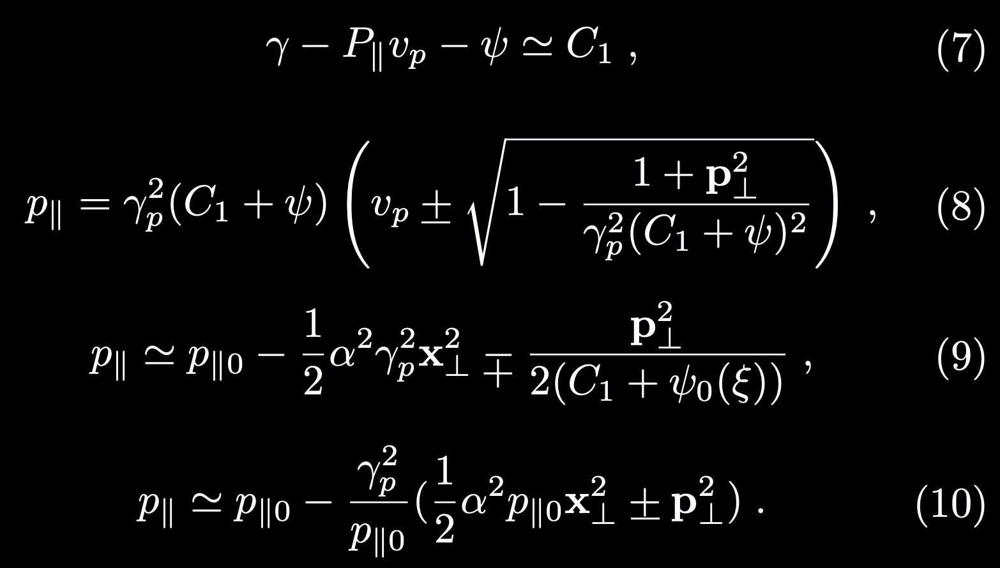 γ − P_∥ v_p − ψ ≃ C_1 , (7)
p_∥ = γ_p^2 (C_1 + ψ) ( v_p ± √( 1 − (1 + 𝐩_⊥^2) / (γ_p^2 (C_1 + ψ)^2) ) ) , (8)
p_∥ ≃ p_∥0 − (1/2) α^2 γ_p^2 𝐱_⊥^2 ∓ 𝐩_⊥^2 / (2(C_1 + ψ_0(ξ))) , (9)
p_∥ ≃ p_∥0 − (γ_p^2 / p_∥0) ( (1/2) α^2 p_∥0 𝐱_⊥^2 ± 𝐩_⊥^2 ) . (10)